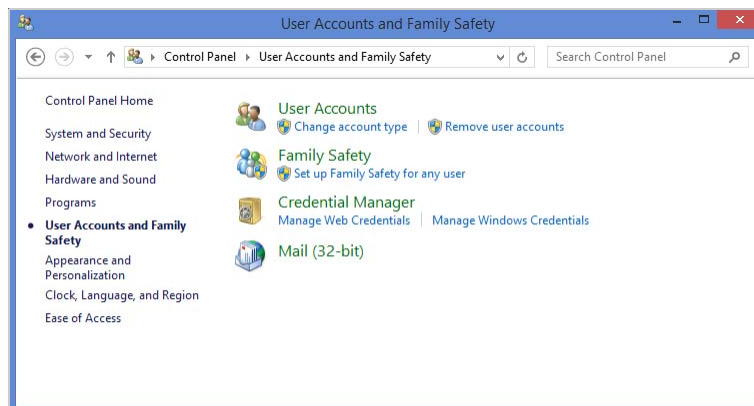 User Accounts and Family Safety
Control Panel User Accounts and Family Safety
Search Control Panel
Control Panel Home
System and Security
Network and Internet
Hardware and Sound
Programs
User Accounts and Family
Safety
Appearance and
Personalization
Clock, Language, and Region
Ease of Access
User Accounts
Change account type Remove user accounts
Family Safety
Set up Family Safety for any user
Credential Manager
Manage Web Credentials Manage Windows Credentials
Mail (32-bit)